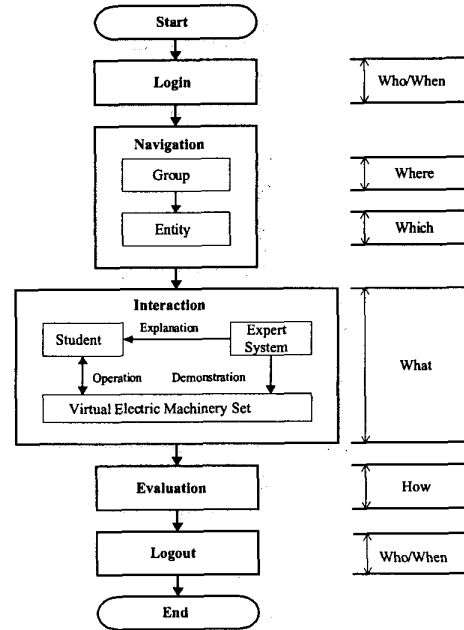 Start
Login
Who/When
Navigation
Group
Where
Entity
Which
Interaction
Student
Explanation
Expert
System
What
Operation
Demonstration
Virtual Electric Machinery Set
Evaluation
How
Logout
Who/When
End